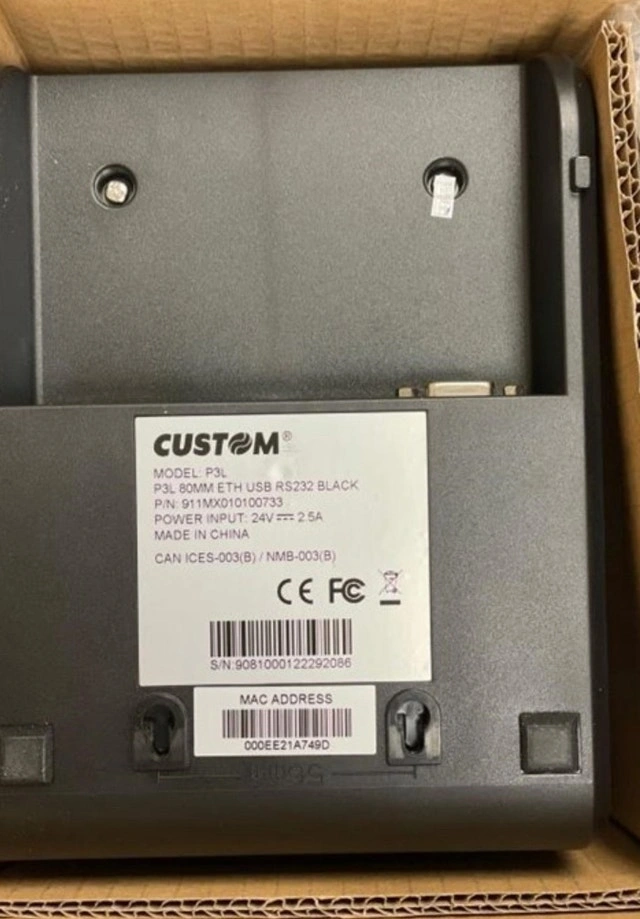 CUSTOM®
MODEL: P3L
P3L 80MM ETH USB RS232 BLACK
P/N: 911MX010100733
POWER INPUT: 24V⎓2.5A
MADE IN CHINA
CAN ICES-003(B) / NMB-003(B)
CE FC
S/N:9081000122292086
MAC ADDRESS
000EE21A749D